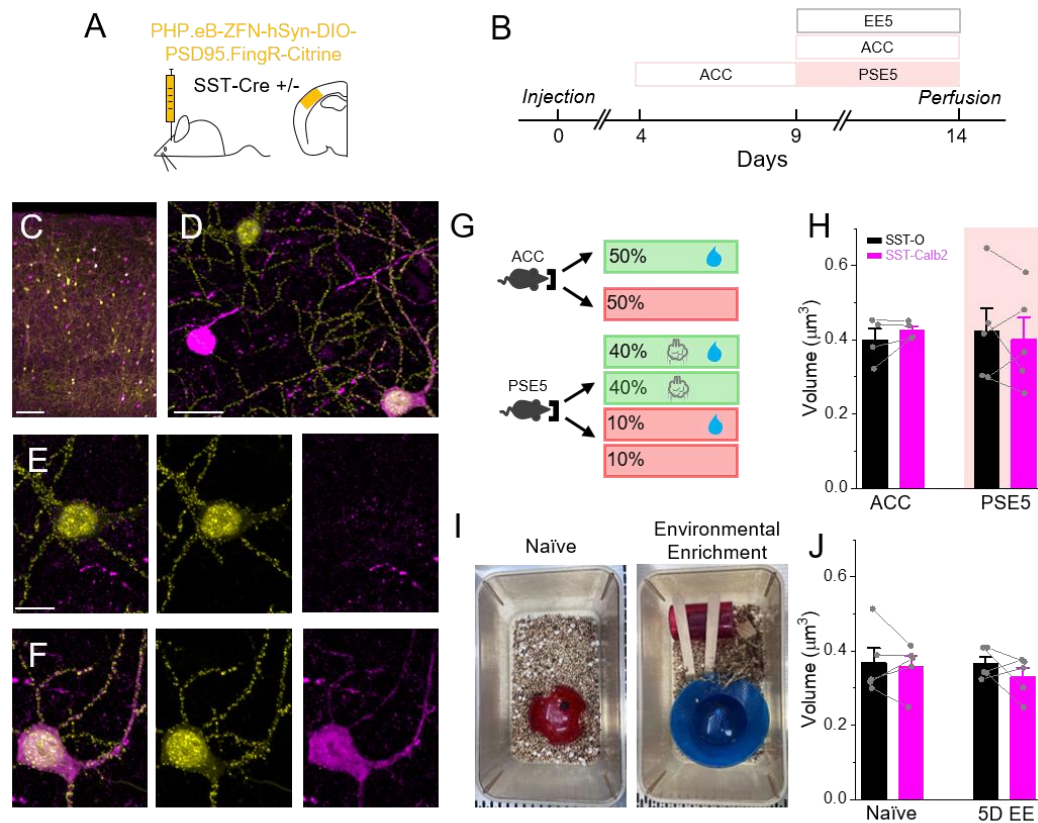 A
PHP.eB-ZFN-hSyn-DIO-
PSD95.FingR-Citrine
SST-Cre +/-
B
EE5
ACC
ACC
PSE5
Injection
Perfusion
0
4
9
14
Days
C
D
E
F
G
ACC
50%
50%
PSE5
40%
40%
10%
10%
H
SST-O
SST-Calb2
Volume (μm³)
0.6
0.4
0.2
0.0
ACC
PSE5
I
Naïve
Environmental
Enrichment
J
Volume (μm³)
0.6
0.4
0.2
0.0
Naïve
5D EE